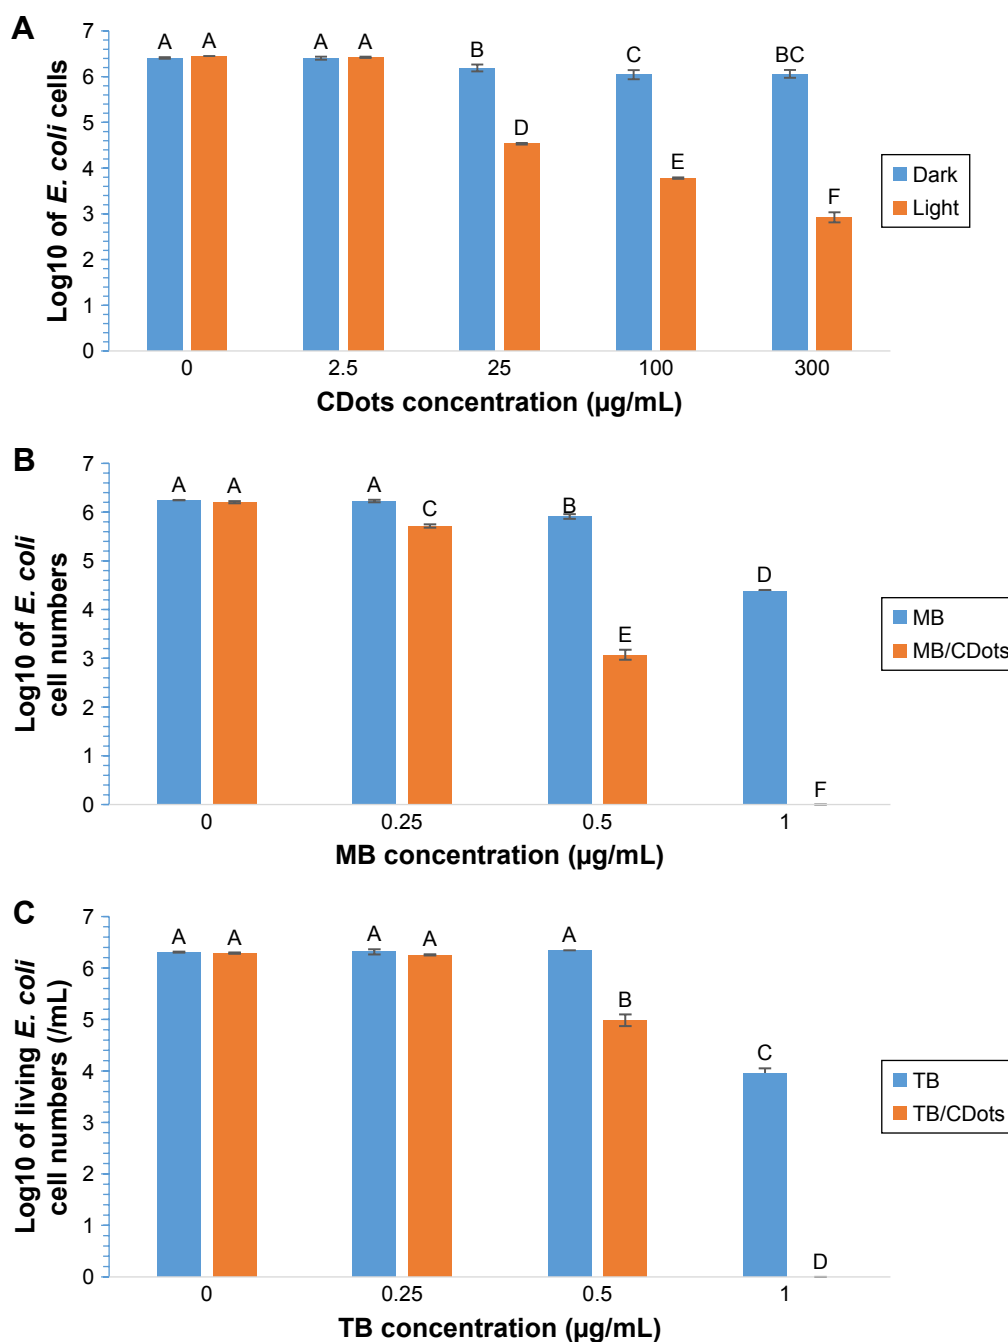 A
Log10 of E. coli cells
7
6
5
4
3
2
1
0
A A A A B D C E BC F
0 2.5 25 100 300
CDots concentration (µg/mL)
Dark
Light
B
Log10 of E. coli
cell numbers
7
6
5
4
3
2
1
0
A A A C B E D F
0 0.25 0.5 1
MB concentration (µg/mL)
MB
MB/CDots
C
Log10 of living E. coli
cell numbers (/mL)
7
6
5
4
3
2
1
0
A A A A A B C D
0 0.25 0.5 1
TB concentration (µg/mL)
TB
TB/CDots